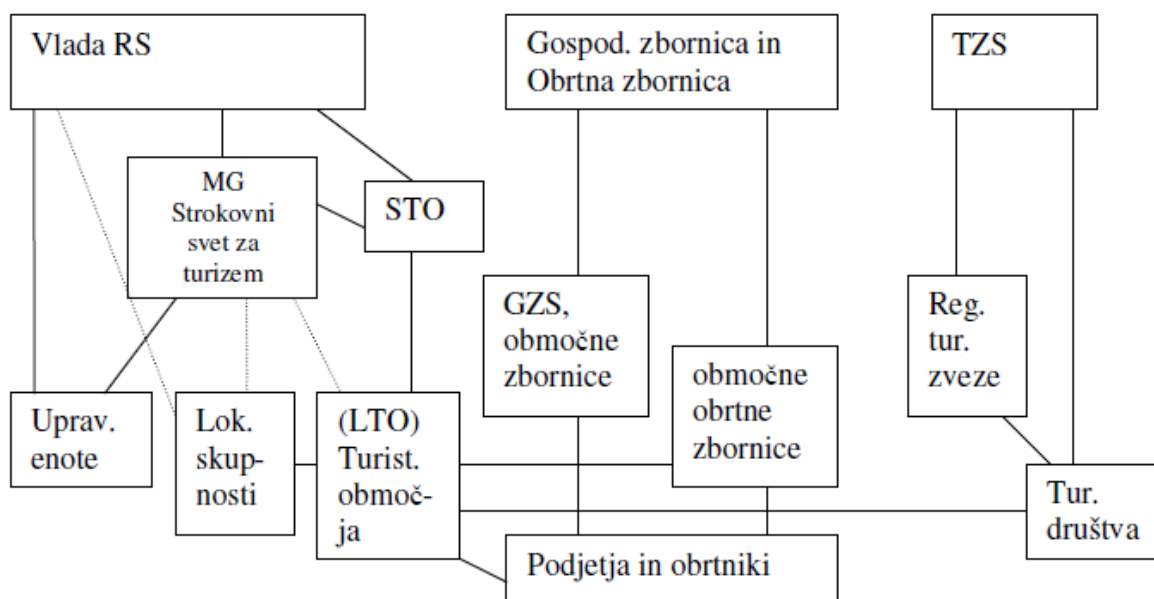 Vlada RS
Gospod. zbornica in
Obrtna zbornica
TZS
MG
Strokovni
svet za
turizem
STO
GZS,
območne
zbornice
območne
obrtne
zbornice
Reg.
tur.
zveze
Uprav.
enote
Lok.
skup-
nosti
(LTO)
Turist.
območ-
ja
Tur.
društva
Podjetja in obrtniki